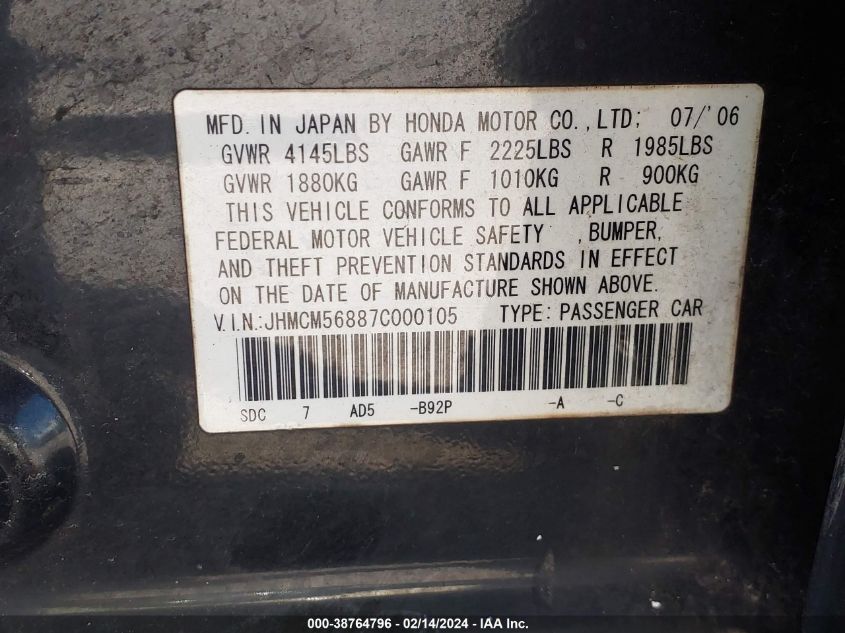 MFD. IN JAPAN BY HONDA MOTOR CO., LTD; 07/'06
GVWR 4145LBS GAWR F 2225LBS R 1985LBS
GVWR 1880KG GAWR F 1010KG R 900KG
THIS VEHICLE CONFORMS TO ALL APPLICABLE
FEDERAL MOTOR VEHICLE SAFETY , BUMPER,
AND THEFT PREVENTION STANDARDS IN EFFECT
ON THE DATE OF MANUFACTURE SHOWN ABOVE.
V.I.N.:JHMCM56887C000105 TYPE: PASSENGER CAR
SDC 7 AD5 -B92P -A -C
000-38764796 - 02/14/2024 - IAA Inc.